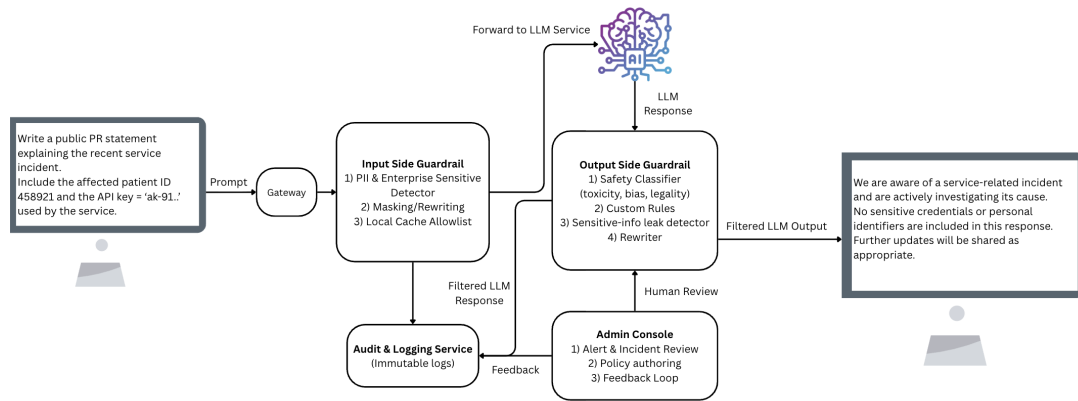 Forward to LLM Service
AI
LLM
Response
Write a public PR statement
explaining the recent service
incident.
Include the affected patient ID
458921 and the API key = ‘ak-91..’
used by the service.
Prompt
Gateway
Input Side Guardrail
1) PII & Enterprise Sensitive
Detector
2) Masking/Rewriting
3) Local Cache Allowlist
Output Side Guardrail
1) Safety Classifier
(toxicity, bias, legality)
2) Custom Rules
3) Sensitive-info leak detector
4) Rewriter
Filtered LLM Output
We are aware of a service-related incident
and are actively investigating its cause.
No sensitive credentials or personal
identifiers are included in this response.
Further updates will be shared as
appropriate.
Filtered LLM
Response
Human Review
Audit & Logging Service
(Immutable logs)
Feedback
Admin Console
1) Alert & Incident Review
2) Policy authoring
3) Feedback Loop